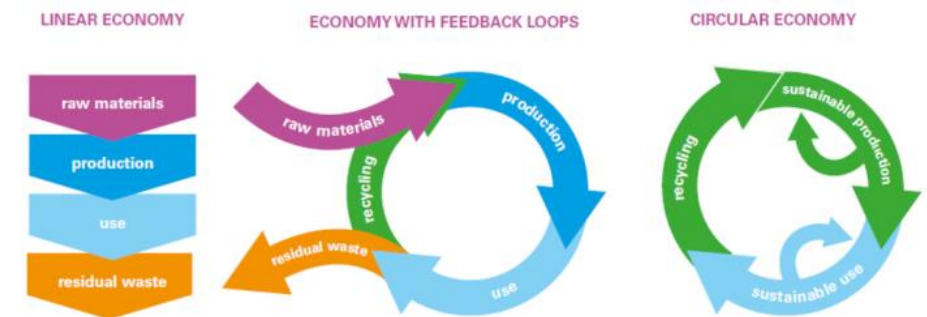 LINEAR ECONOMY
raw materials
production
use
residual waste
ECONOMY WITH FEEDBACK LOOPS
raw materials
production
recycling
residual waste
use
CIRCULAR ECONOMY
sustainable production
recycling
sustainable use